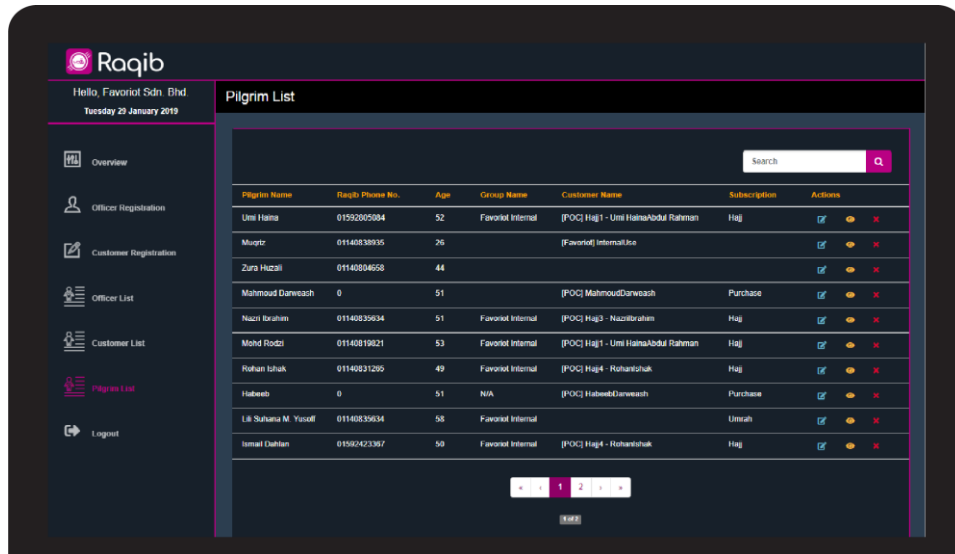 Raqib
Hello, Favoriot Sdn. Bhd.
Tuesday 29 January 2019
Pilgrim List
Overview
Officer Registration
Customer Registration
Officer List
Customer List
Pilgrim List
Logout
Search
Pilgrim Name Raqib Phone No. Age Group Name Customer Name Subscription Actions
Umi Haina 01592805084 52 Favoriot Internal [POC] Hajj1 - Umi HainaAbdul Rahman Hajj
Muqriz 01140838935 26 [Favoriot] InternalUse
Zura Huzali 01140804658 44
Mahmoud Darweash 0 51 [POC] MahmoudDarweash Purchase
Nazri Ibrahim 01140835634 51 Favoriot Internal [POC] Hajj3 - NazriIbrahim Hajj
Mohd Rodzi 01140819821 53 Favoriot Internal [POC] Hajj1 - Umi HainaAbdul Rahman Hajj
Rohan Ishak 01140831265 49 Favoriot Internal [POC] Hajj4 - RohanIshak Hajj
Habeeb 0 51 N/A [POC] HabeebDarweash Purchase
Lili Suhana M. Yusoff 01140835634 58 Favoriot Internal Umrah
Ismail Dahlan 01592423367 50 Favoriot Internal [POC] Hajj4 - RohanIshak Hajj
« ‹ 1 2 › »
1 of 2